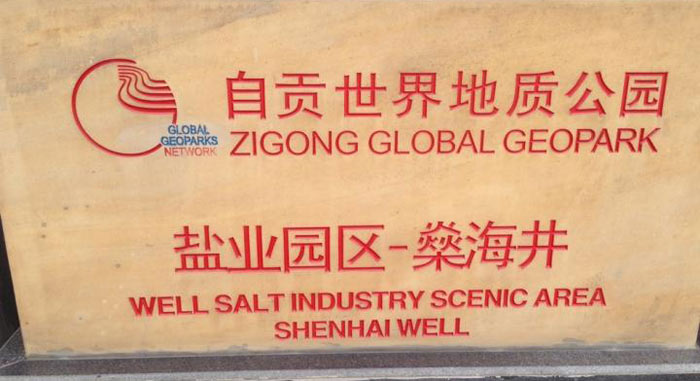 自贡世界地质公园
GLOBAL
GEOPARKS
NETWORK
ZIGONG GLOBAL GEOPARK
盐业园区-燊海井
WELL SALT INDUSTRY SCENIC AREA
SHENHAI WELL